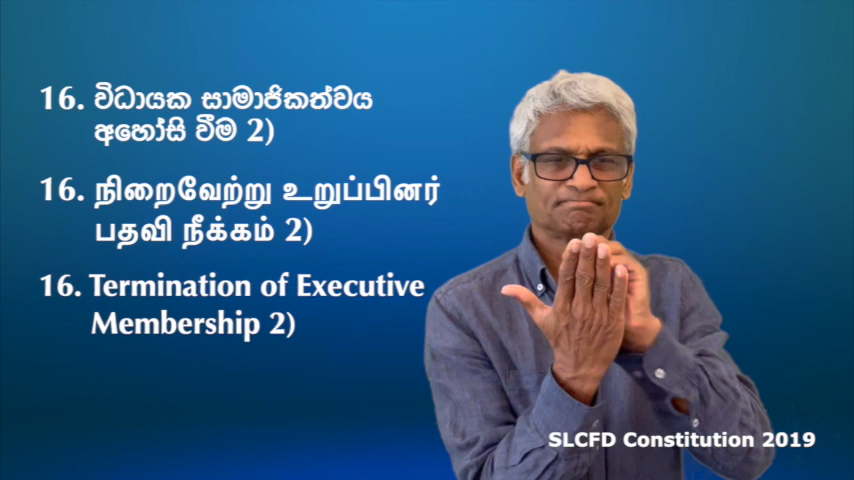 16. විධායක සාමාජිකත්වය
අහෝසි වීම 2)
16. நிறைவேற்று உறுப்பினர்
பதவி நீக்கம் 2)
16. Termination of Executive
Membership 2)
SLCFD Constitution 2019